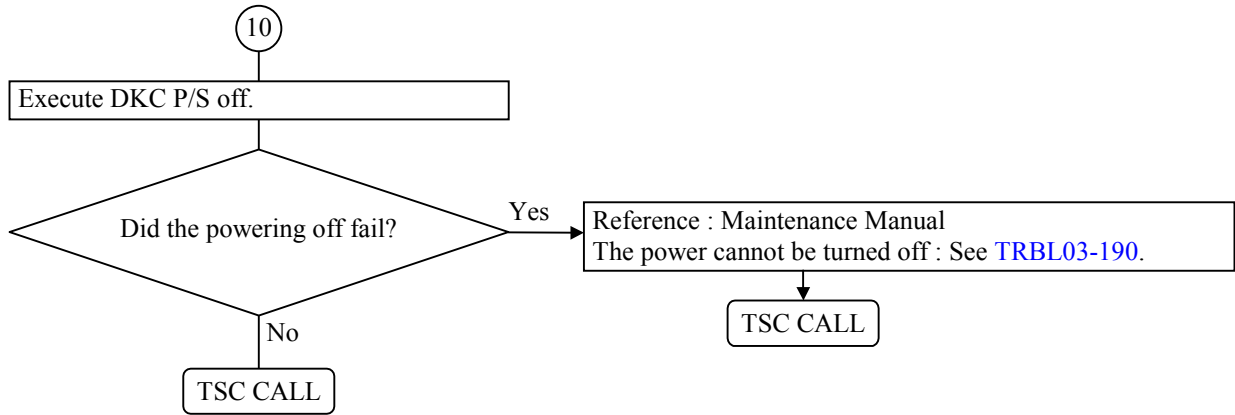 10
Execute DKC P/S off.
Did the powering off fail?
Yes
Reference : Maintenance Manual
The power cannot be turned off : See TRBL03-190.
TSC CALL
No
TSC CALL